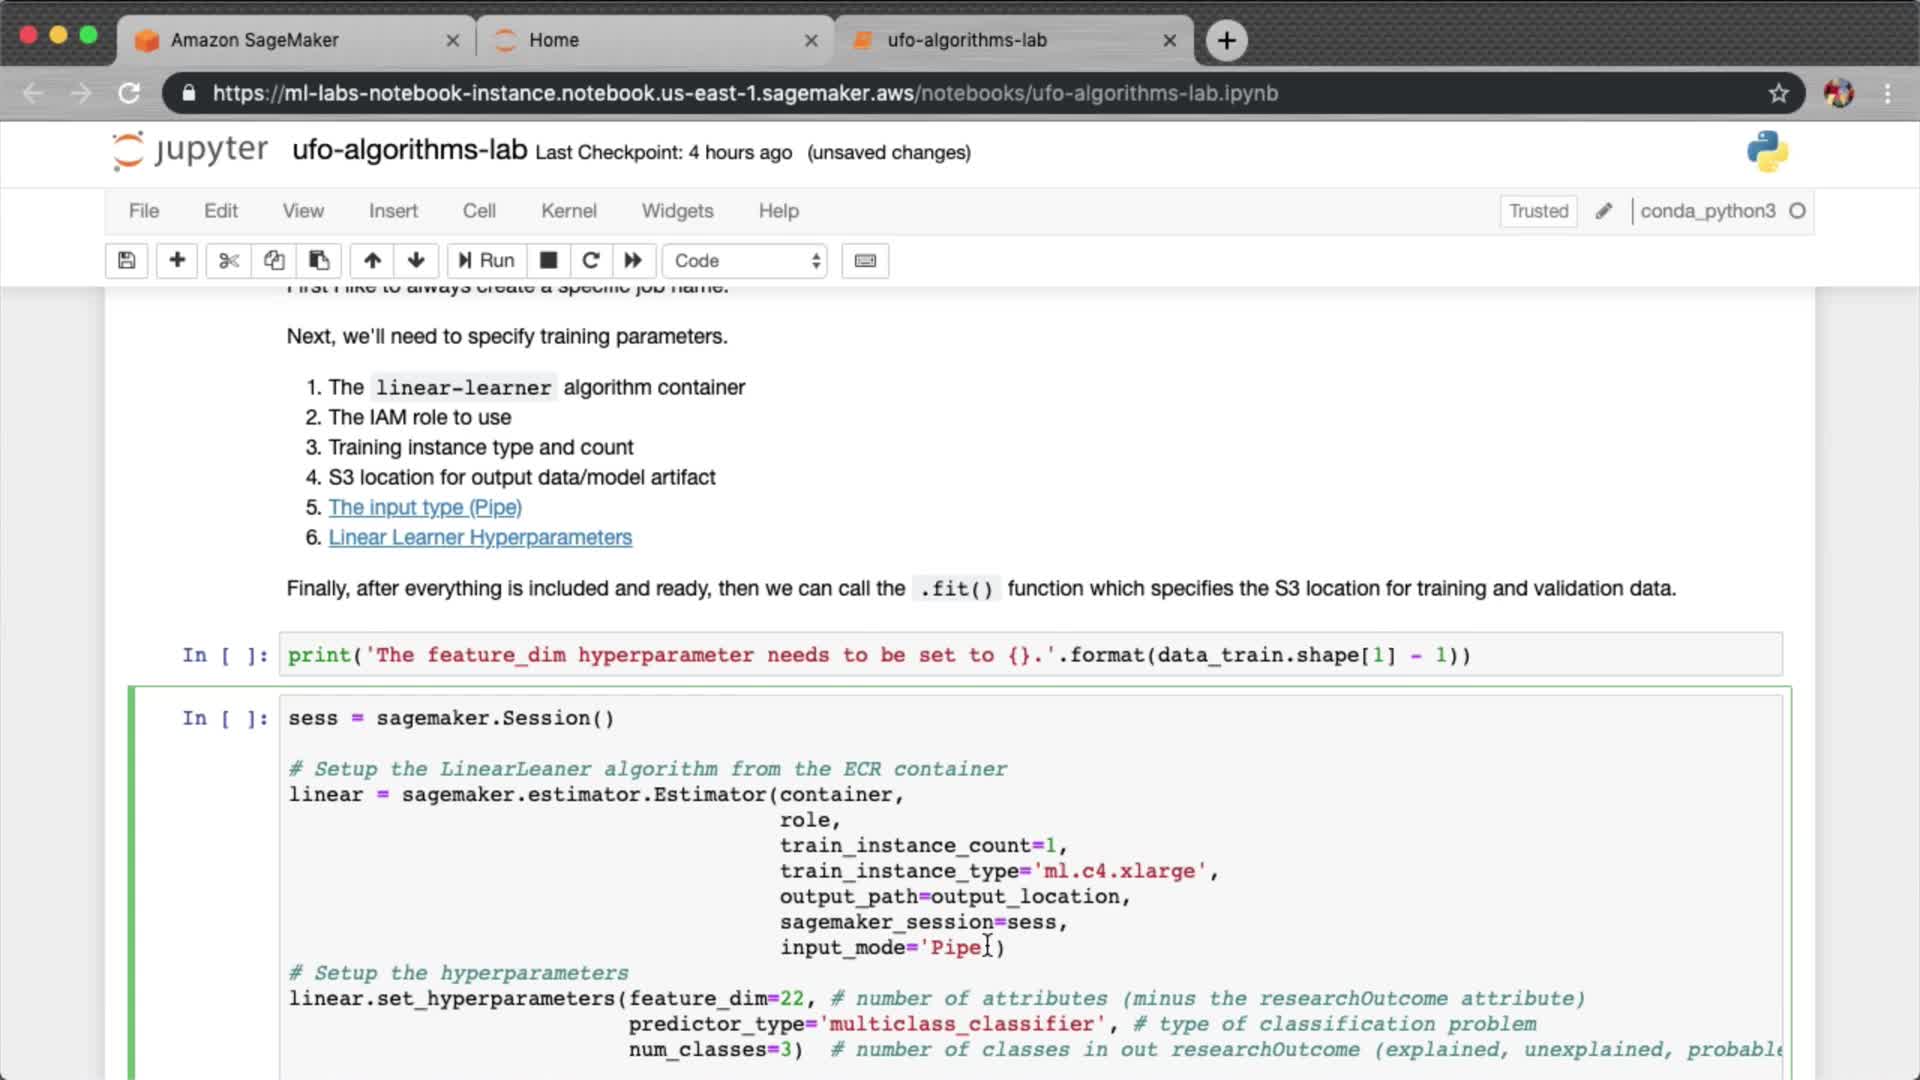 Amazon SageMaker
Home
ufo-algorithms-lab
https://ml-labs-notebook-instance.notebook.us-east-1.sagemaker.aws/notebooks/ufo-algorithms-lab.ipynb
jupyter ufo-algorithms-lab Last Checkpoint: 4 hours ago (unsaved changes)
File Edit View Insert Cell Kernel Widgets Help Trusted conda_python3
Run Code
First I like to always create a specific job name.
Next, we'll need to specify training parameters.
1. The linear-learner algorithm container
2. The IAM role to use
3. Training instance type and count
4. S3 location for output data/model artifact
5. The input type (Pipe)
6. Linear Learner Hyperparameters
Finally, after everything is included and ready, then we can call the .fit() function which specifies the S3 location for training and validation data.
In [ ]: print('The feature_dim hyperparameter needs to be set to {}.'.format(data_train.shape[1] - 1))
In [ ]: sess = sagemaker.Session()
# Setup the LinearLeaner algorithm from the ECR container
linear = sagemaker.estimator.Estimator(container,
role,
train_instance_count=1,
train_instance_type='ml.c4.xlarge',
output_path=output_location,
sagemaker_session=sess,
input_mode='Pipe')
# Setup the hyperparameters
linear.set_hyperparameters(feature_dim=22, # number of attributes (minus the researchOutcome attribute)
predictor_type='multiclass_classifier', # type of classification problem
num_classes=3) # number of classes in out researchOutcome (explained, unexplained, probable